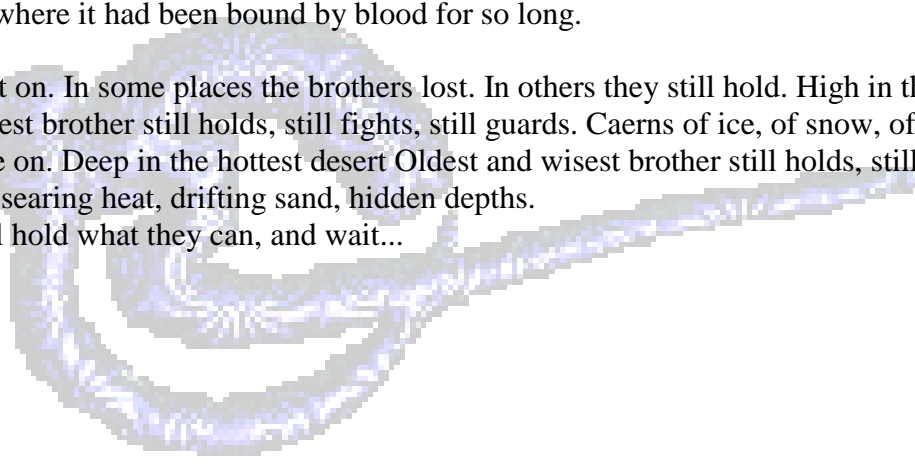 where it had been bound by blood for so long.
t on. In some places the brothers lost. In others they still hold. High in th
est brother still holds, still fights, still guards. Caerns of ice, of snow, of
e on. Deep in the hottest desert Oldest and wisest brother still holds, still
searing heat, drifting sand, hidden depths.
l hold what they can, and wait...